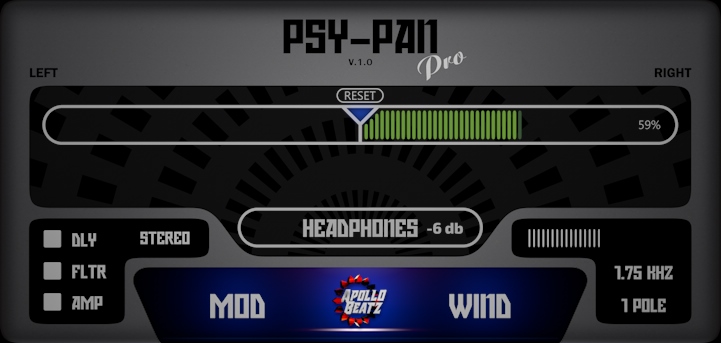 PSY-PAN
V.1.0
Pro
LEFT
RIGHT
RESET
59%
HEADPHONES -6 db
DLY
STEREO
FLTR
AMP
1.75 KHZ
1 POLE
MOD
APOLLO
BEATZ
WIND